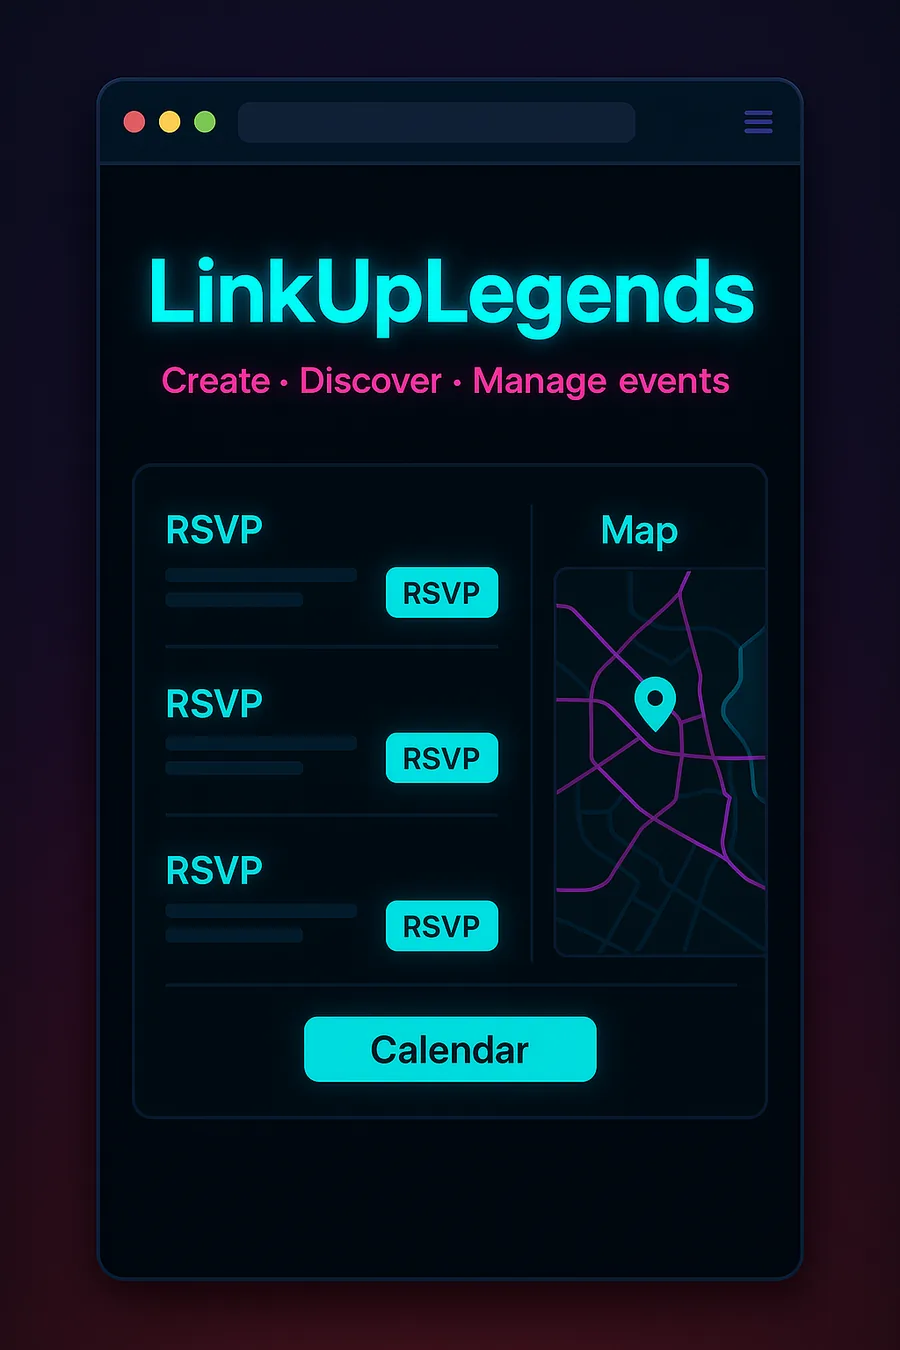 LinkUpLegends
Create · Discover · Manage events
RSVP
RSVP
RSVP
RSVP
RSVP
RSVP
Map
Calendar